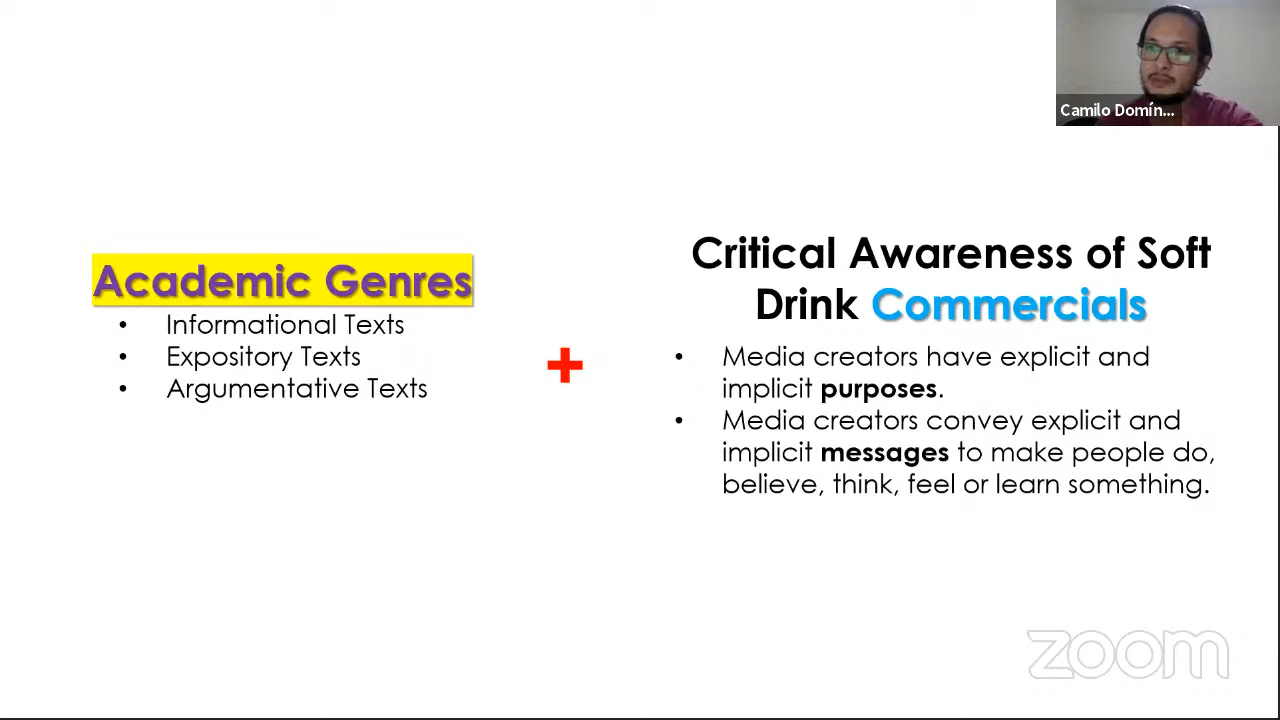 Camilo Domín...
Academic Genres
• Informational Texts
• Expository Texts
• Argumentative Texts
+
Critical Awareness of Soft
Drink Commercials
• Media creators have explicit and
implicit purposes.
• Media creators convey explicit and
implicit messages to make people do,
believe, think, feel or learn something.
zoom